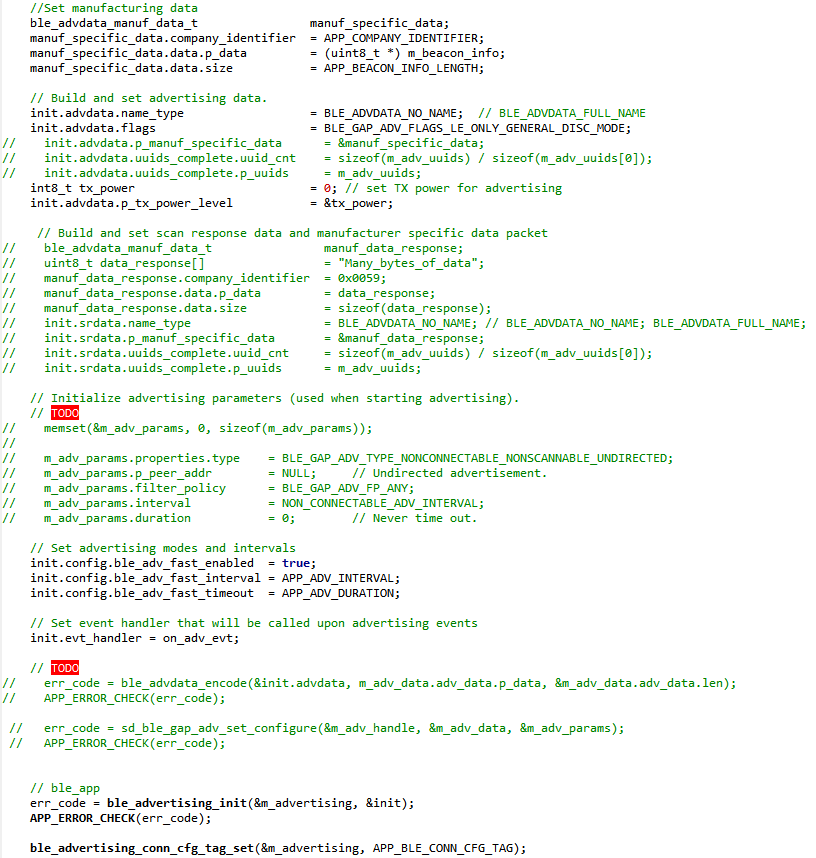 //Set manufacturing data
ble_advdata_manuf_data_t manuf_specific_data;
manuf_specific_data.company_identifier = APP_COMPANY_IDENTIFIER;
manuf_specific_data.data.p_data = (uint8_t *) m_beacon_info;
manuf_specific_data.data.size = APP_BEACON_INFO_LENGTH;
// Build and set advertising data.
init.advdata.name_type = BLE_ADVDATA_NO_NAME; // BLE_ADVDATA_FULL_NAME
init.advdata.flags = BLE_GAP_ADV_FLAGS_LE_ONLY_GENERAL_DISC_MODE;
// init.advdata.p_manuf_specific_data = &manuf_specific_data;
// init.advdata.uuids_complete.uuid_cnt = sizeof(m_adv_uuids) / sizeof(m_adv_uuids[0]);
// init.advdata.uuids_complete.p_uuids = m_adv_uuids;
int8_t tx_power = 0; // set TX power for advertising
init.advdata.p_tx_power_level = &tx_power;
// Build and set scan response data and manufacturer specific data packet
// ble_advdata_manuf_data_t manuf_data_response;
// uint8_t data_response[] = "Many_bytes_of_data";
// manuf_data_response.company_identifier = 0x0059;
// manuf_data_response.data.p_data = data_response;
// manuf_data_response.data.size = sizeof(data_response);
// init.srdata.name_type = BLE_ADVDATA_NO_NAME; // BLE_ADVDATA_NO_NAME; BLE_ADVDATA_FULL_NAME;
// init.srdata.p_manuf_specific_data = &manuf_data_response;
// init.srdata.uuids_complete.uuid_cnt = sizeof(m_adv_uuids) / sizeof(m_adv_uuids[0]);
// init.srdata.uuids_complete.p_uuids = m_adv_uuids;
// Initialize advertising parameters (used when starting advertising).
// TODO
// memset(&m_adv_params, 0, sizeof(m_adv_params));
//
// m_adv_params.properties.type = BLE_GAP_ADV_TYPE_NONCONNECTABLE_NONSCANNABLE_UNDIRECTED;
// m_adv_params.p_peer_addr = NULL; // Undirected advertisement.
// m_adv_params.filter_policy = BLE_GAP_ADV_FP_ANY;
// m_adv_params.interval = NON_CONNECTABLE_ADV_INTERVAL;
// m_adv_params.duration = 0; // Never time out.
// Set advertising modes and intervals
init.config.ble_adv_fast_enabled = true;
init.config.ble_adv_fast_interval = APP_ADV_INTERVAL;
init.config.ble_adv_fast_timeout = APP_ADV_DURATION;
// Set event handler that will be called upon advertising events
init.evt_handler = on_adv_evt;
// TODO
// err_code = ble_advdata_encode(&init.advdata, m_adv_data.adv_data.p_data, &m_adv_data.adv_data.len);
// APP_ERROR_CHECK(err_code);
// err_code = sd_ble_gap_adv_set_configure(&m_adv_handle, &m_adv_data, &m_adv_params);
// APP_ERROR_CHECK(err_code);
// ble_app
err_code = ble_advertising_init(&m_advertising, &init);
APP_ERROR_CHECK(err_code);
ble_advertising_conn_cfg_tag_set(&m_advertising, APP_BLE_CONN_CFG_TAG);